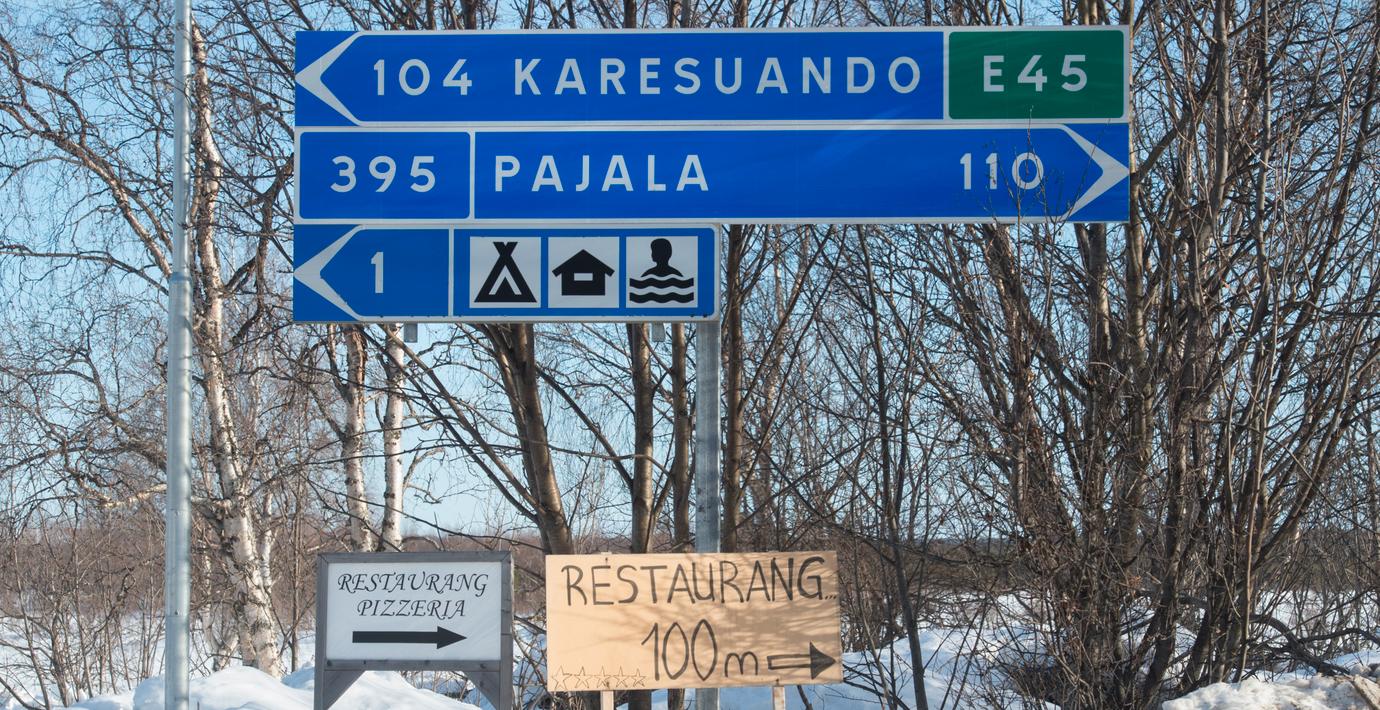 104 KARESUANDO E45
395 PAJALA 110
1
RESTAURANG
PIZZERIA
RESTAURANG...
100m